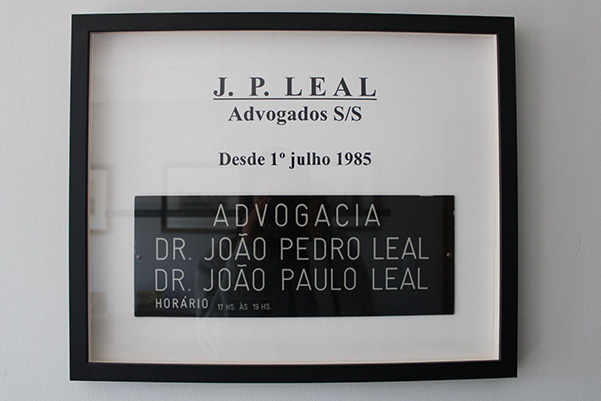 J. P. LEAL
Advogados S/S
Desde 1º julho 1985
ADVOGACIA
DR. JOÃO PEDRO LEAL
DR. JOÃO PAULO LEAL
HORÁRIO 17 HS. ÀS 19 HS.